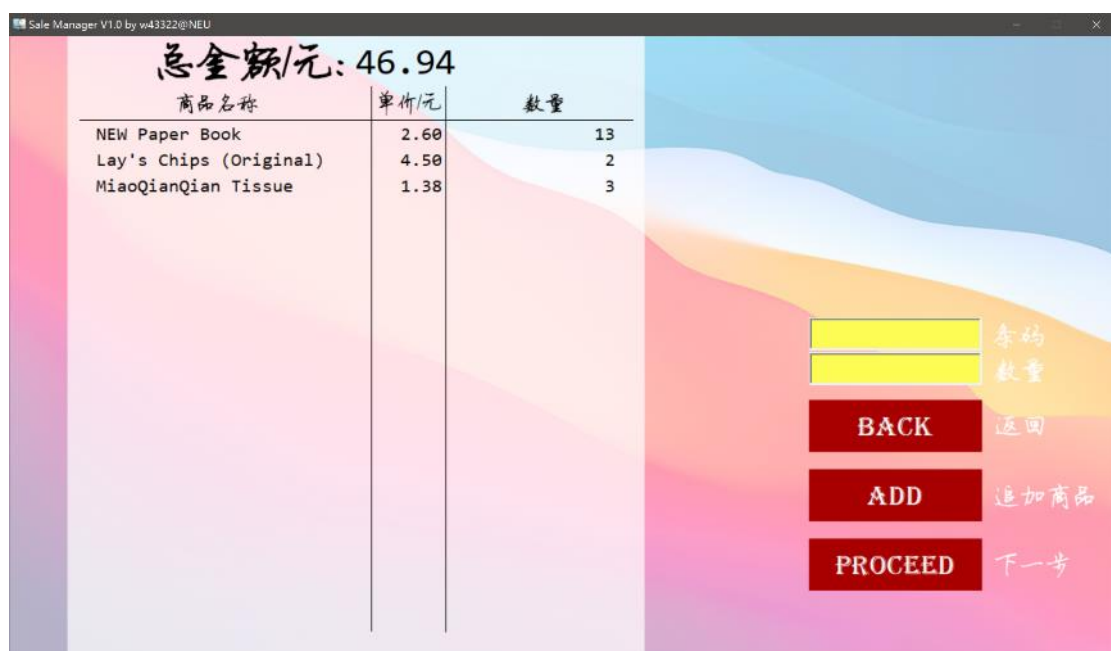 Sale Manager V1.0 by w43322@NEU
总金额/元: 46.94
商品名称 单价/元 数量
NEW Paper Book 2.60 13
Lay's Chips (Original) 4.50 2
MiaoQianQian Tissue 1.38 3
条码
数量
BACK 返回
ADD 追加商品
PROCEED 下一步